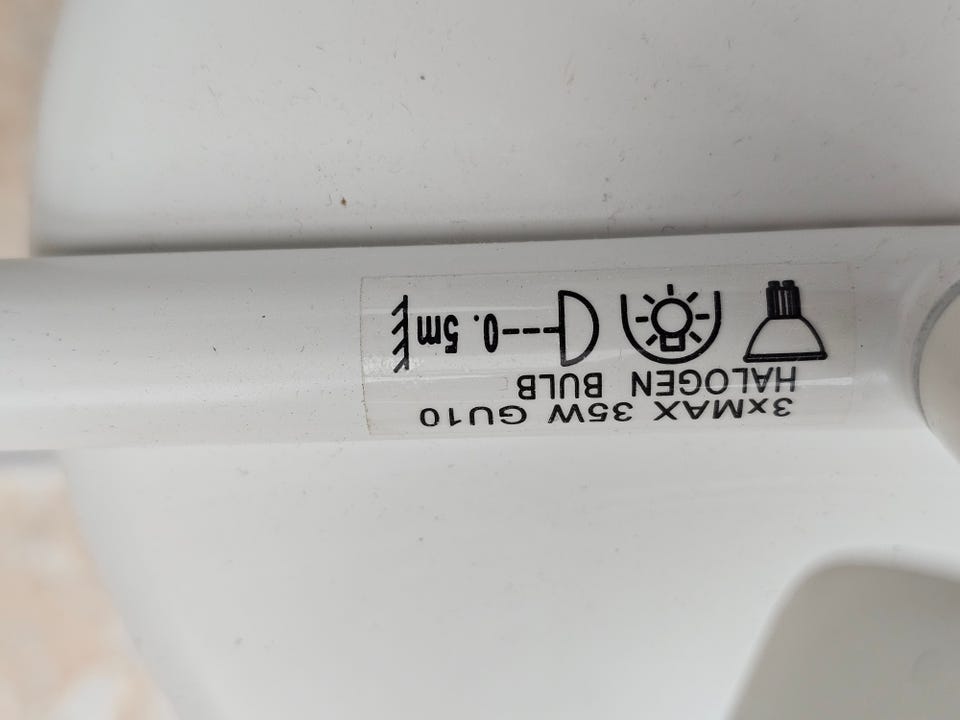 3xMAX 35W GU10
HALOGEN BULB
0.5m